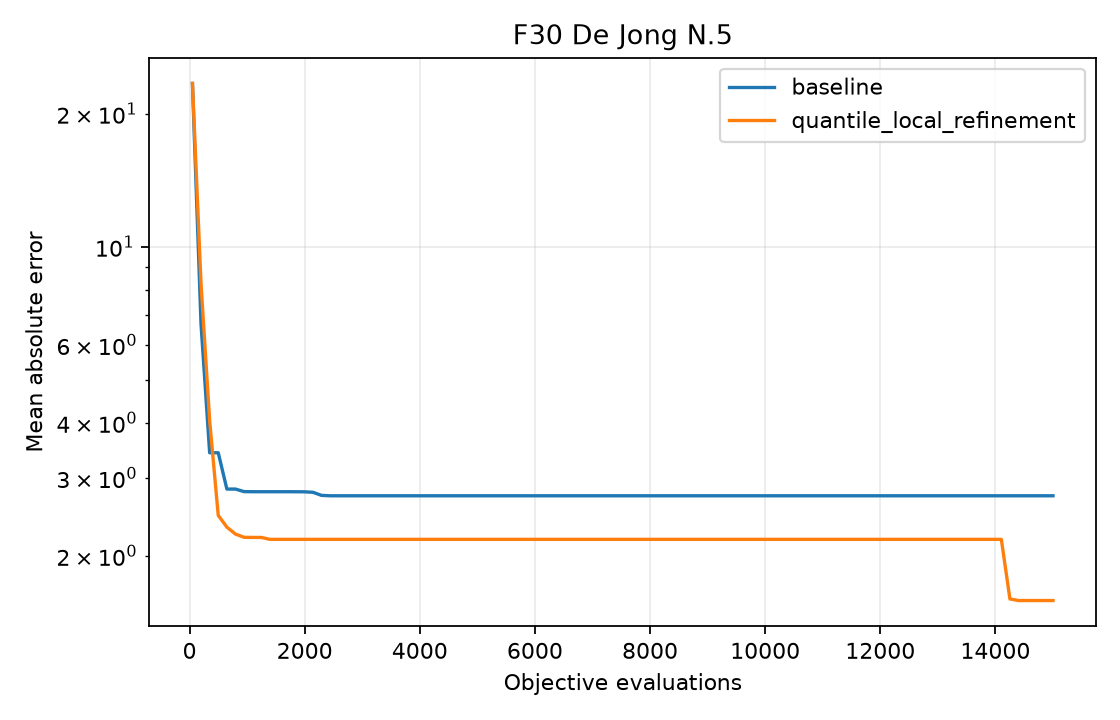 F30 De Jong N.5
baseline
quantile_local_refinement
Mean absolute error
2 × 10¹
10¹
6 × 10⁰
4 × 10⁰
3 × 10⁰
2 × 10⁰
0 2000 4000 6000 8000 10000 12000 14000
Objective evaluations